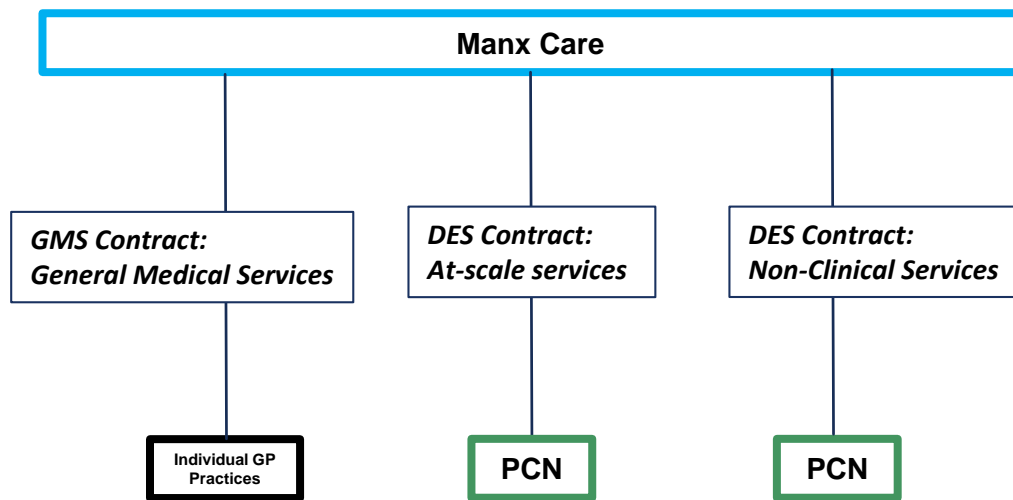 Manx Care
GMS Contract:
General Medical Services
DES Contract:
At-scale services
DES Contract:
Non-Clinical Services
Individual GP
Practices
PCN
PCN